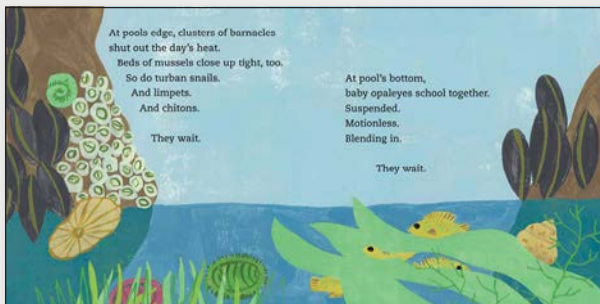 At pools edge, clusters of barnacles
shut out the day's heat.
Beds of mussels close up tight, too.
So do turban snails.
And limpets.
And chitons.
They wait.
At pool's bottom,
baby opaleyes school together.
Suspended.
Motionless.
Blending in.
They wait.